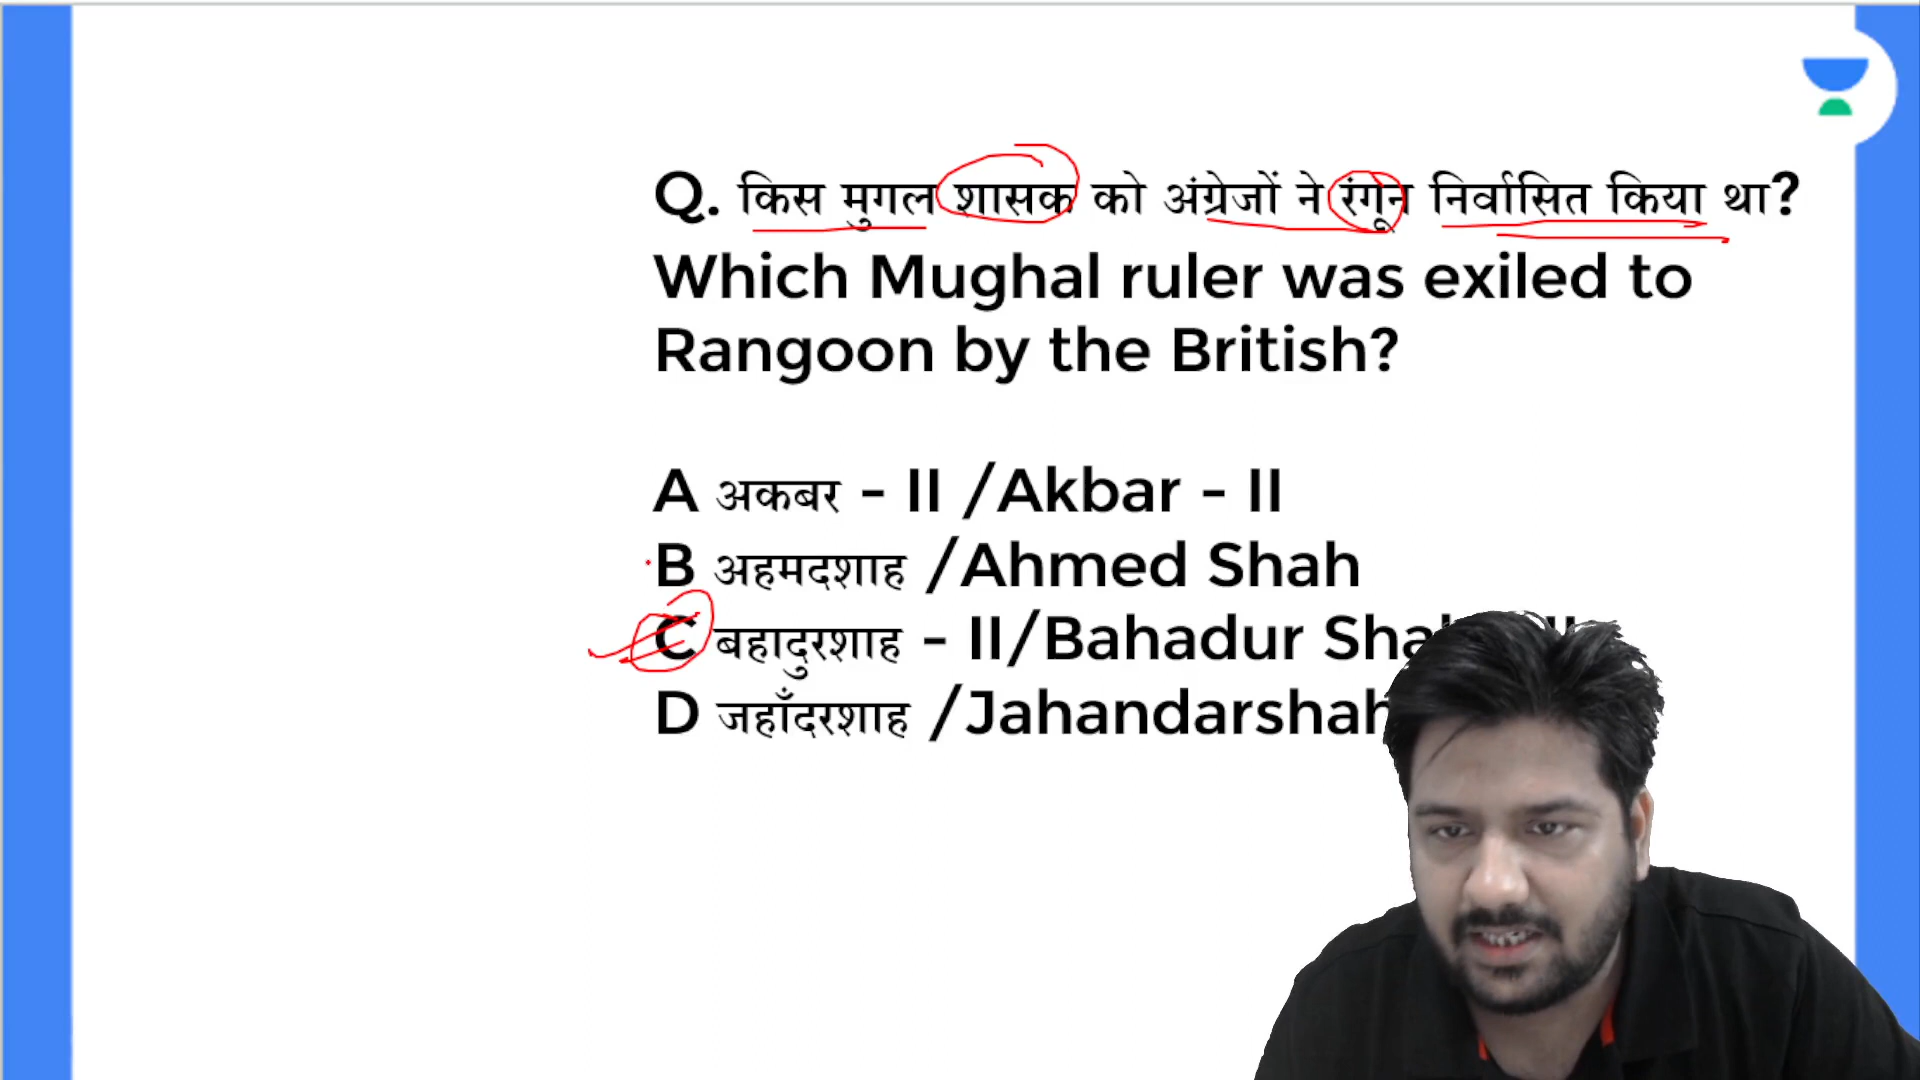 Q. किस मुगल शासक को अंग्रेजों ने रंगून निर्वासित किया था?
Which Mughal ruler was exiled to
Rangoon by the British?
A अकबर - II /Akbar - II
B अहमदशाह /Ahmed Shah
C बहादुरशाह - II/Bahadur
D जहाँदरशाह /Jahandarshah